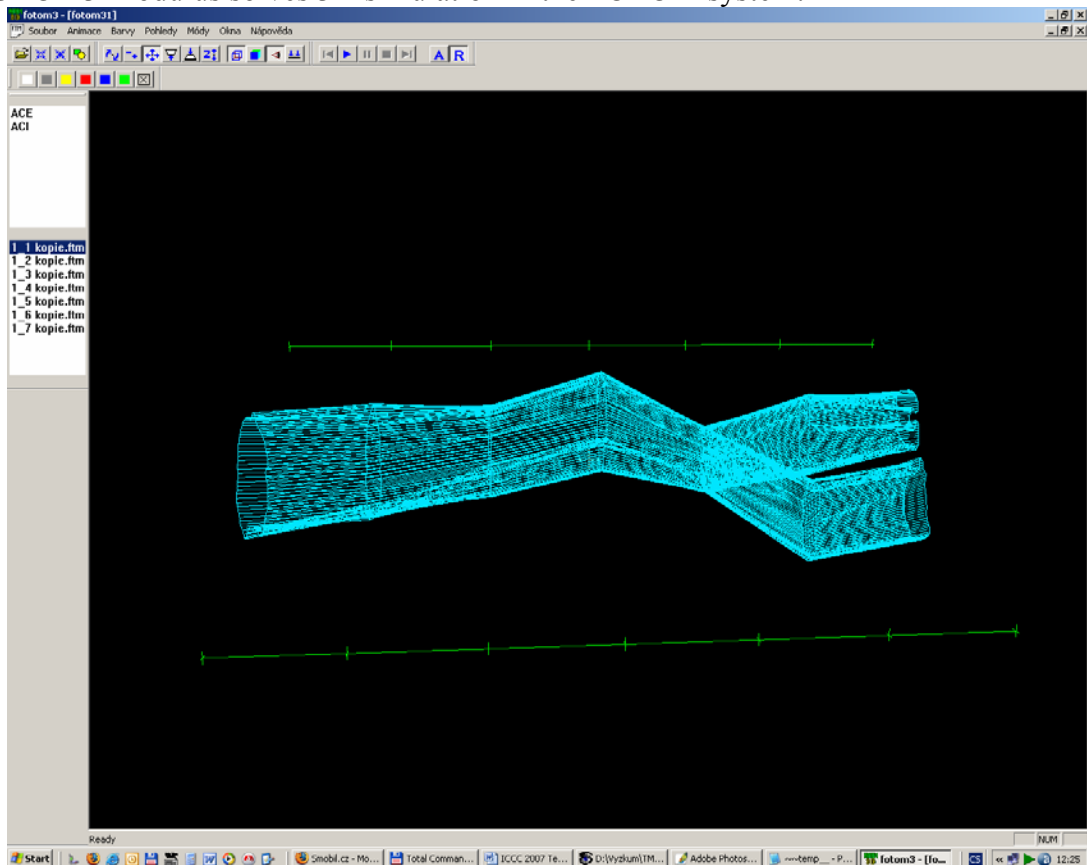 fotom3 - [fotom31]
Soubor Animace Barvy Pohledy Módy Okna Nápověda
A R
ACE
ACI
1_1 kopie.ftm
1_2 kopie.ftm
1_3 kopie.ftm
1_4 kopie.ftm
1_5 kopie.ftm
1_6 kopie.ftm
1_7 kopie.ftm
Ready NUM
Start Smobil.cz - Mo... Total Comman... ICCC 2007 Te... D:\Vyzkum\TM... Adobe Photos... ~~temp__ - P... fotom3 - [fo... CS 12:25